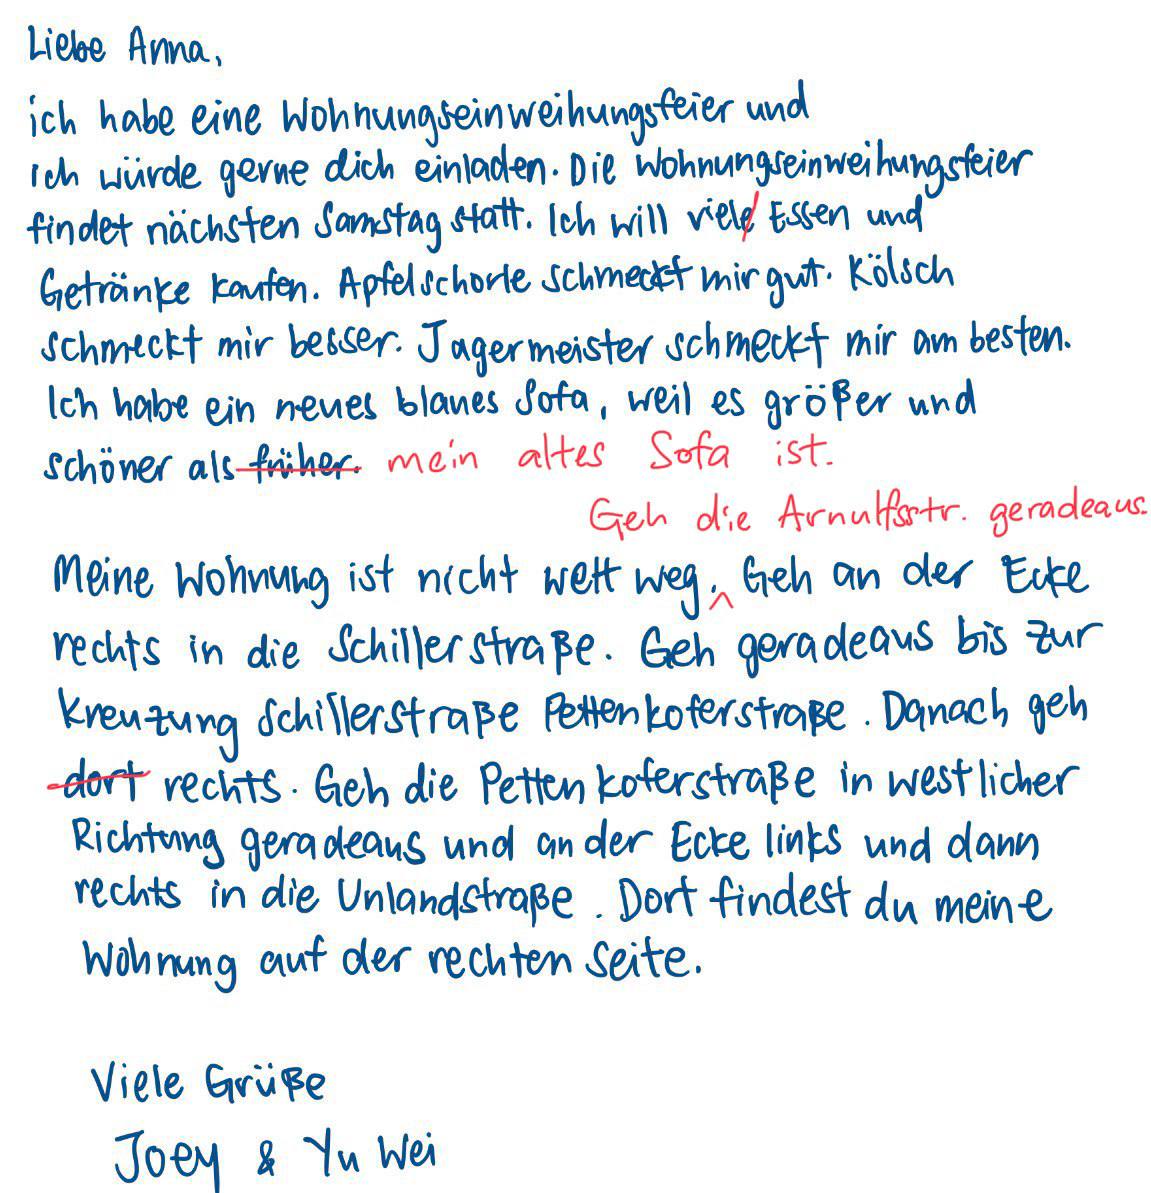 Liebe Anna,
ich habe eine Wohnungseinweihungsfeier und
ich würde gerne dich einladen. Die Wohnungseinweihungsfeier
findet nächsten Samstag statt. Ich will viele Essen und
Getränke kaufen. Apfelschorle schmeckt mir gut. Kölsch
schmeckt mir besser. Jagermeister schmeckt mir am besten.
Ich habe ein neues blaues Sofa, weil es größer und
schöner als früher. mein altes Sofa ist.
Geh die Arnulfsstr. geradeaus.
Meine Wohnung ist nicht weit weg. Geh an der Ecke
rechts in die Schillerstraße. Geh geradeaus bis zur
Kreuzung Schillerstraße Pettenkoferstraße. Danach geh
dort rechts. Geh die Pettenkoferstraße in westlicher
Richtung geradeaus und an der Ecke links und dann
rechts in die Unlandstraße. Dort findest du meine
Wohnung auf der rechten Seite.
Viele Grüße
Joey & Yu Wei